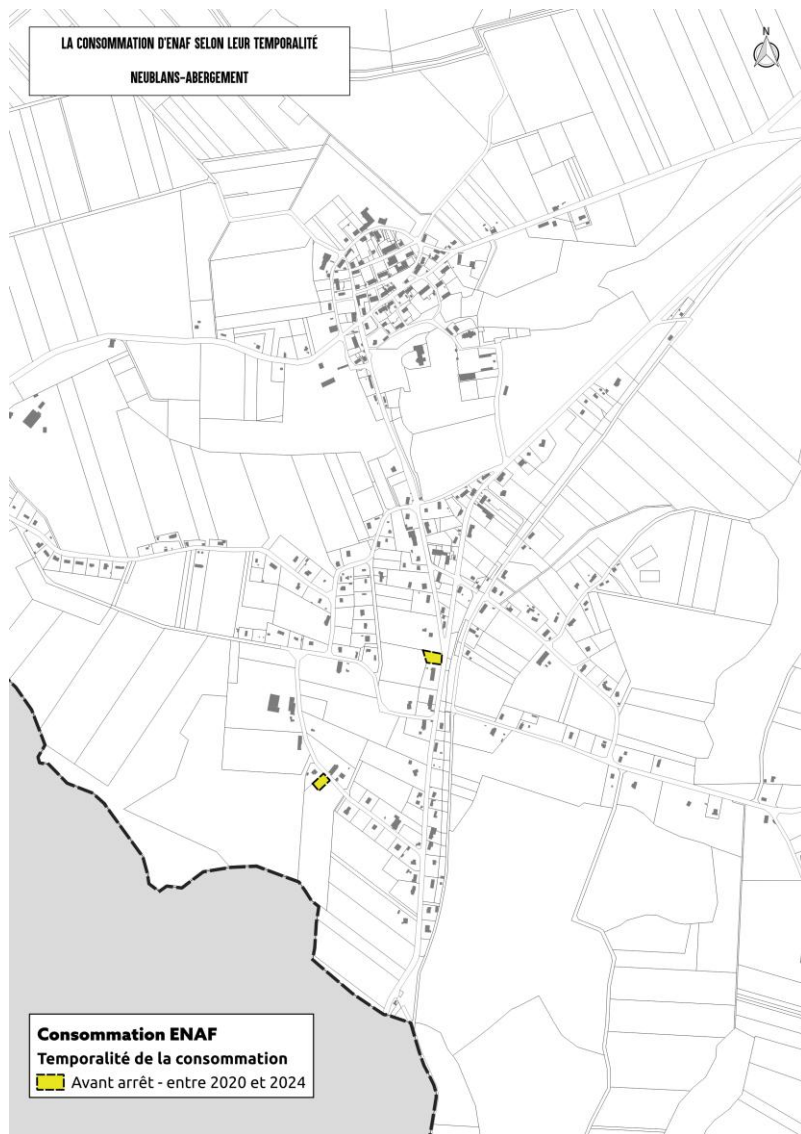 LA CONSOMMATION D'ENAF SELON LEUR TEMPORALITÉ
NEUBLANS-ABERGEMENT
N
Consommation ENAF
Temporalité de la consommation
Avant arrêt - entre 2020 et 2024